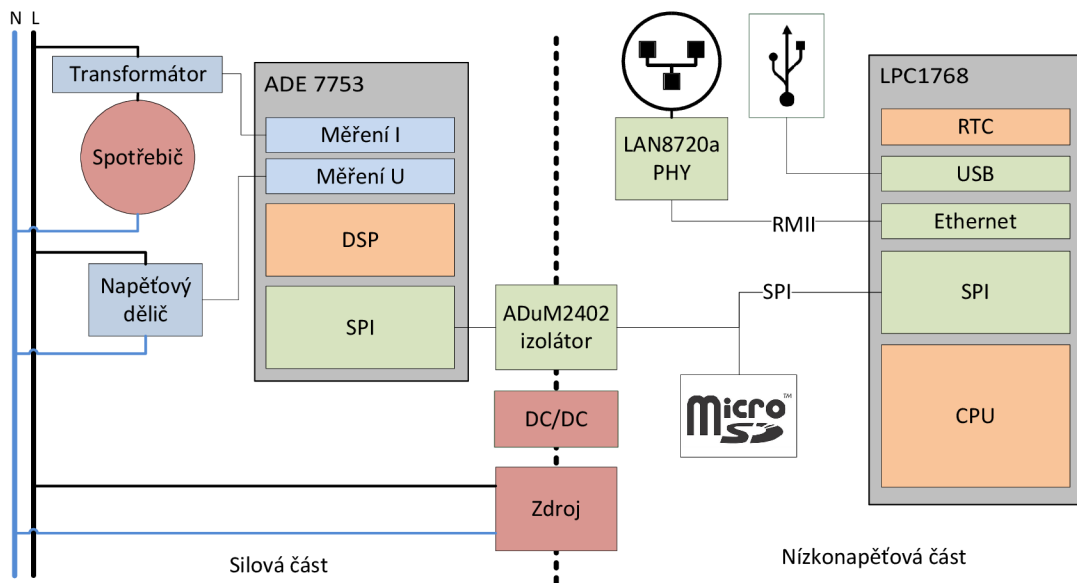 N L
Transformátor
Spotřebič
Napěťový
dělič
ADE 7753
Měření I
Měření U
DSP
SPI
ADuM2402
izolátor
DC/DC
Zdroj
Silová část
LAN8720a
PHY
RMII
SPI
Micro
SD
TM
LPC1768
RTC
USB
Ethernet
SPI
CPU
Nízkonapěťová část